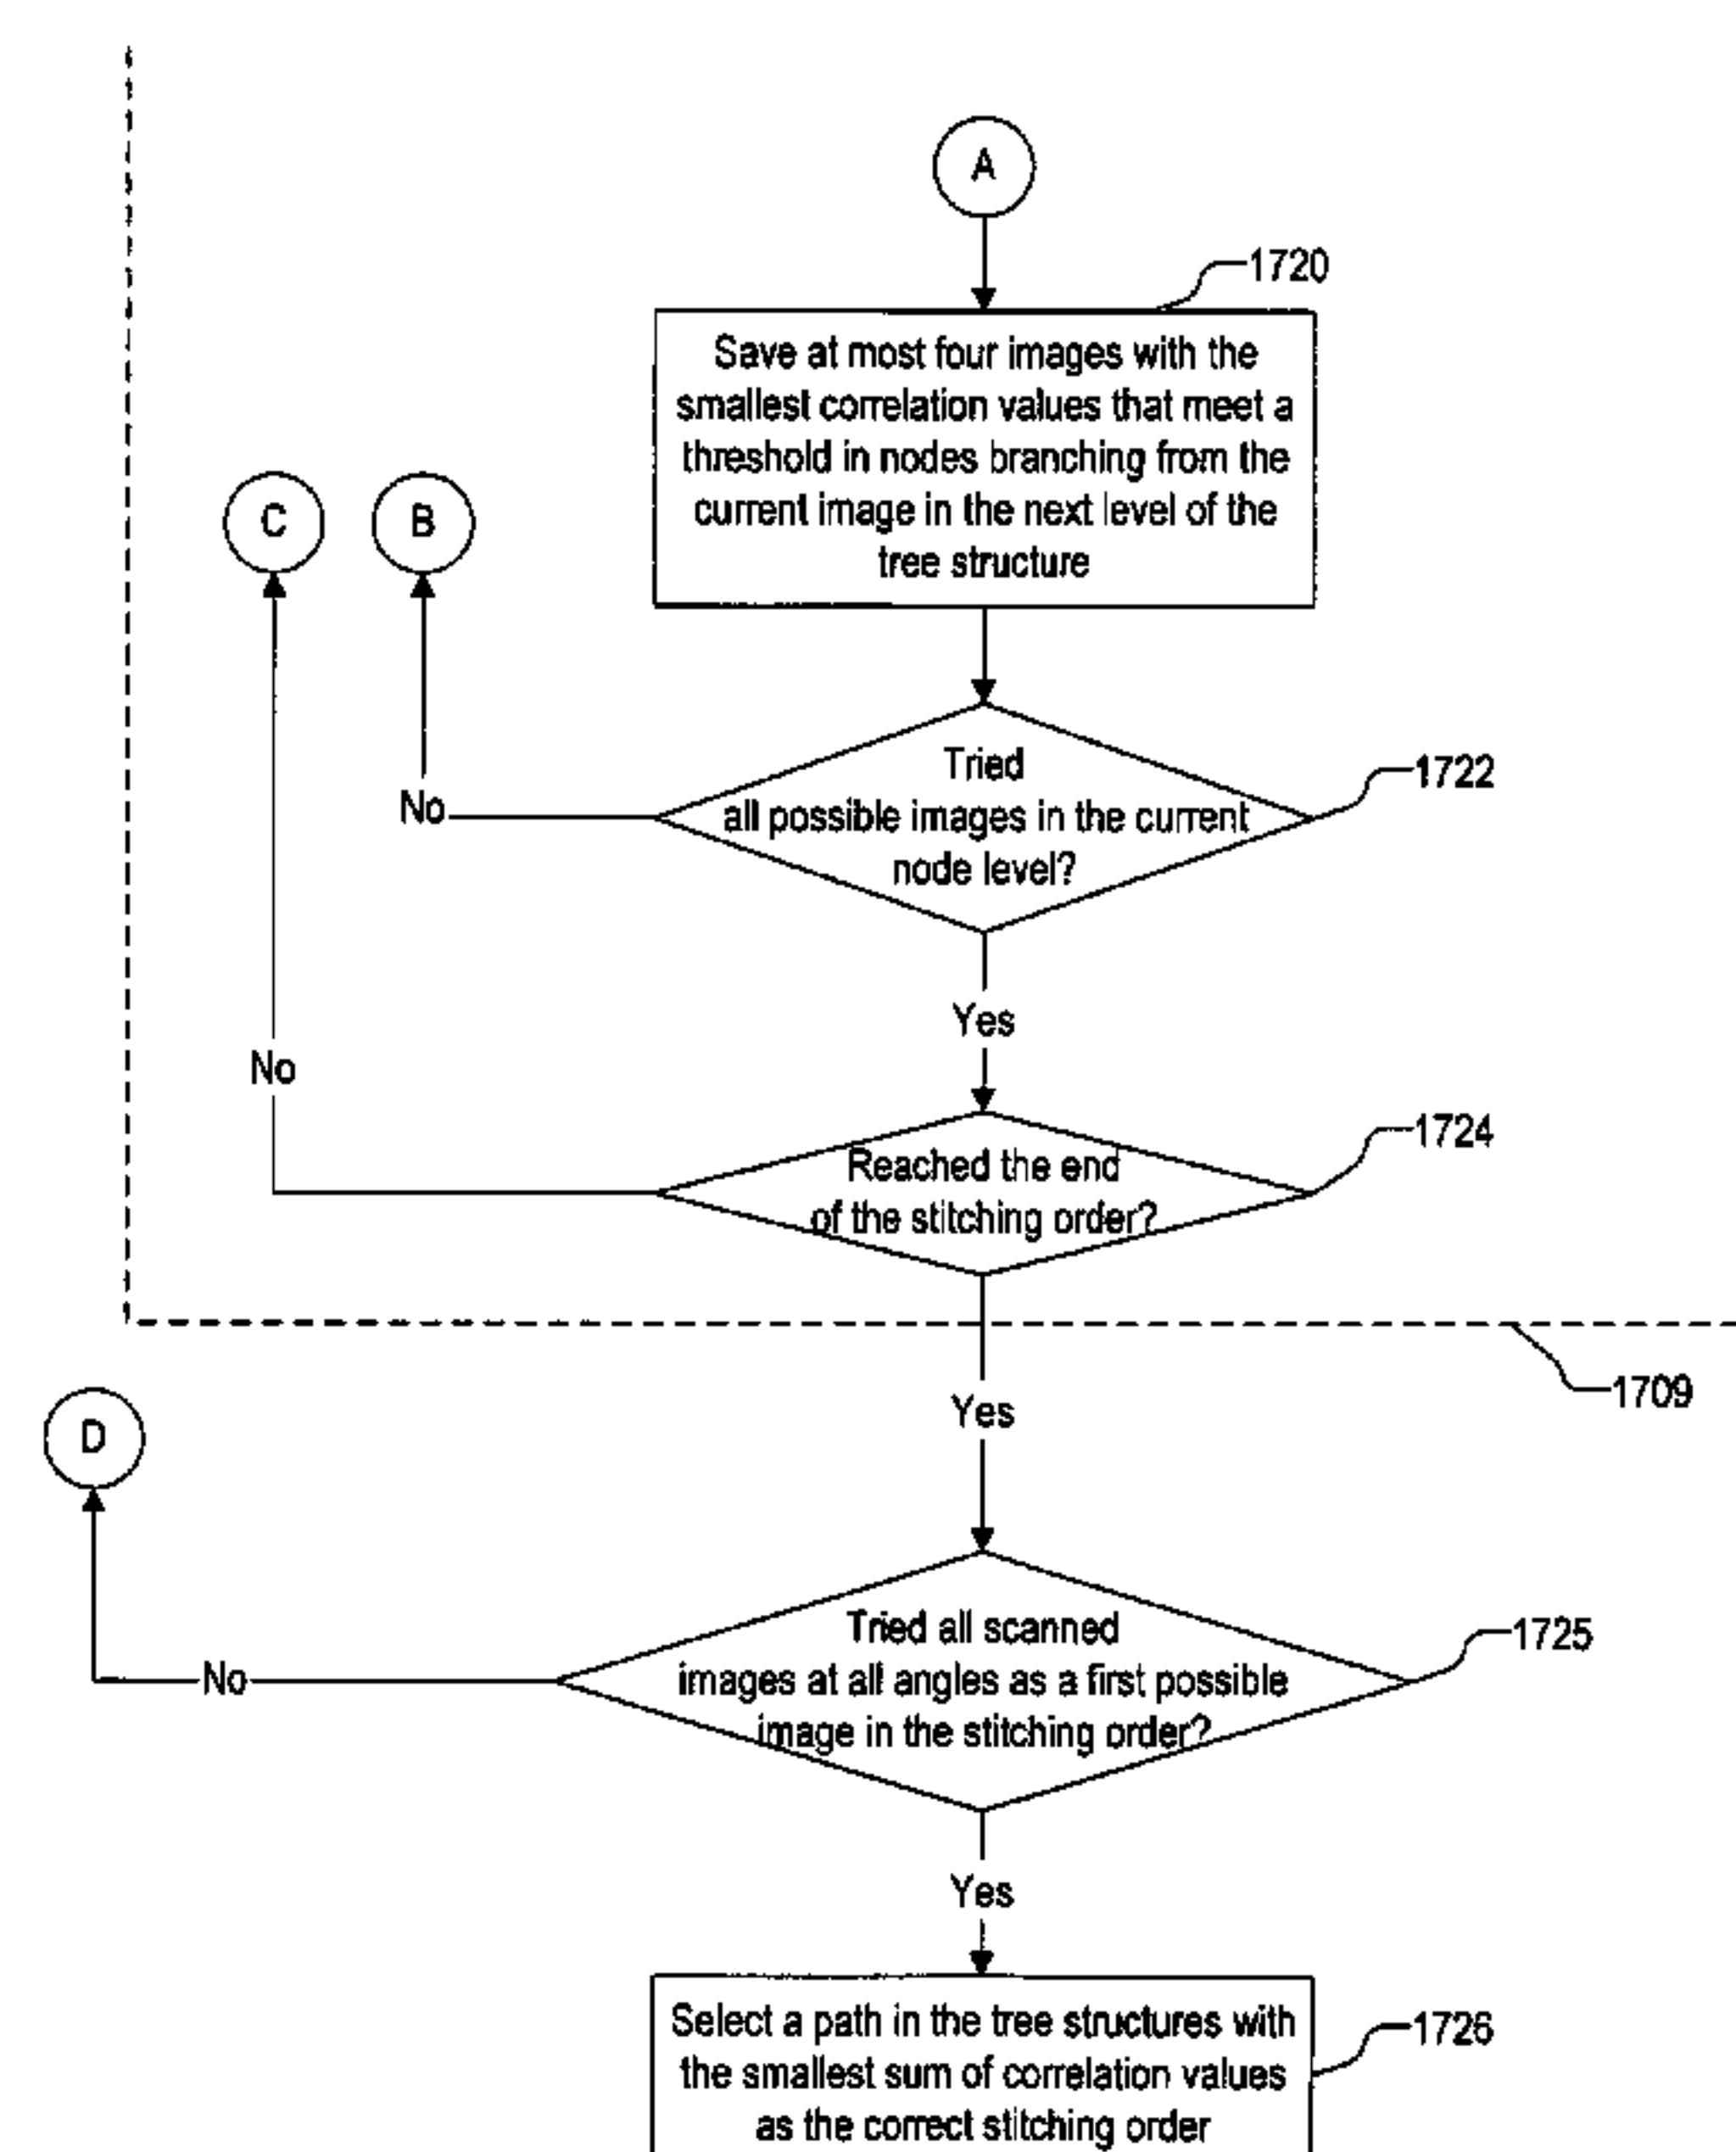 A
1720
Save at most four images with the
smallest correlation values that meet a
threshold in nodes branching from the
current image in the next level of the
tree structure
C
B
Tried
all possible images in the current
node level?
1722
No
Yes
No
Reached the end
of the stitching order?
1724
1709
Yes
D
Tried all scanned
images at all angles as a first possible
image in the stitching order?
1725
No
Yes
Select a path in the tree structures with
the smallest sum of correlation values
as the correct stitching order
1726